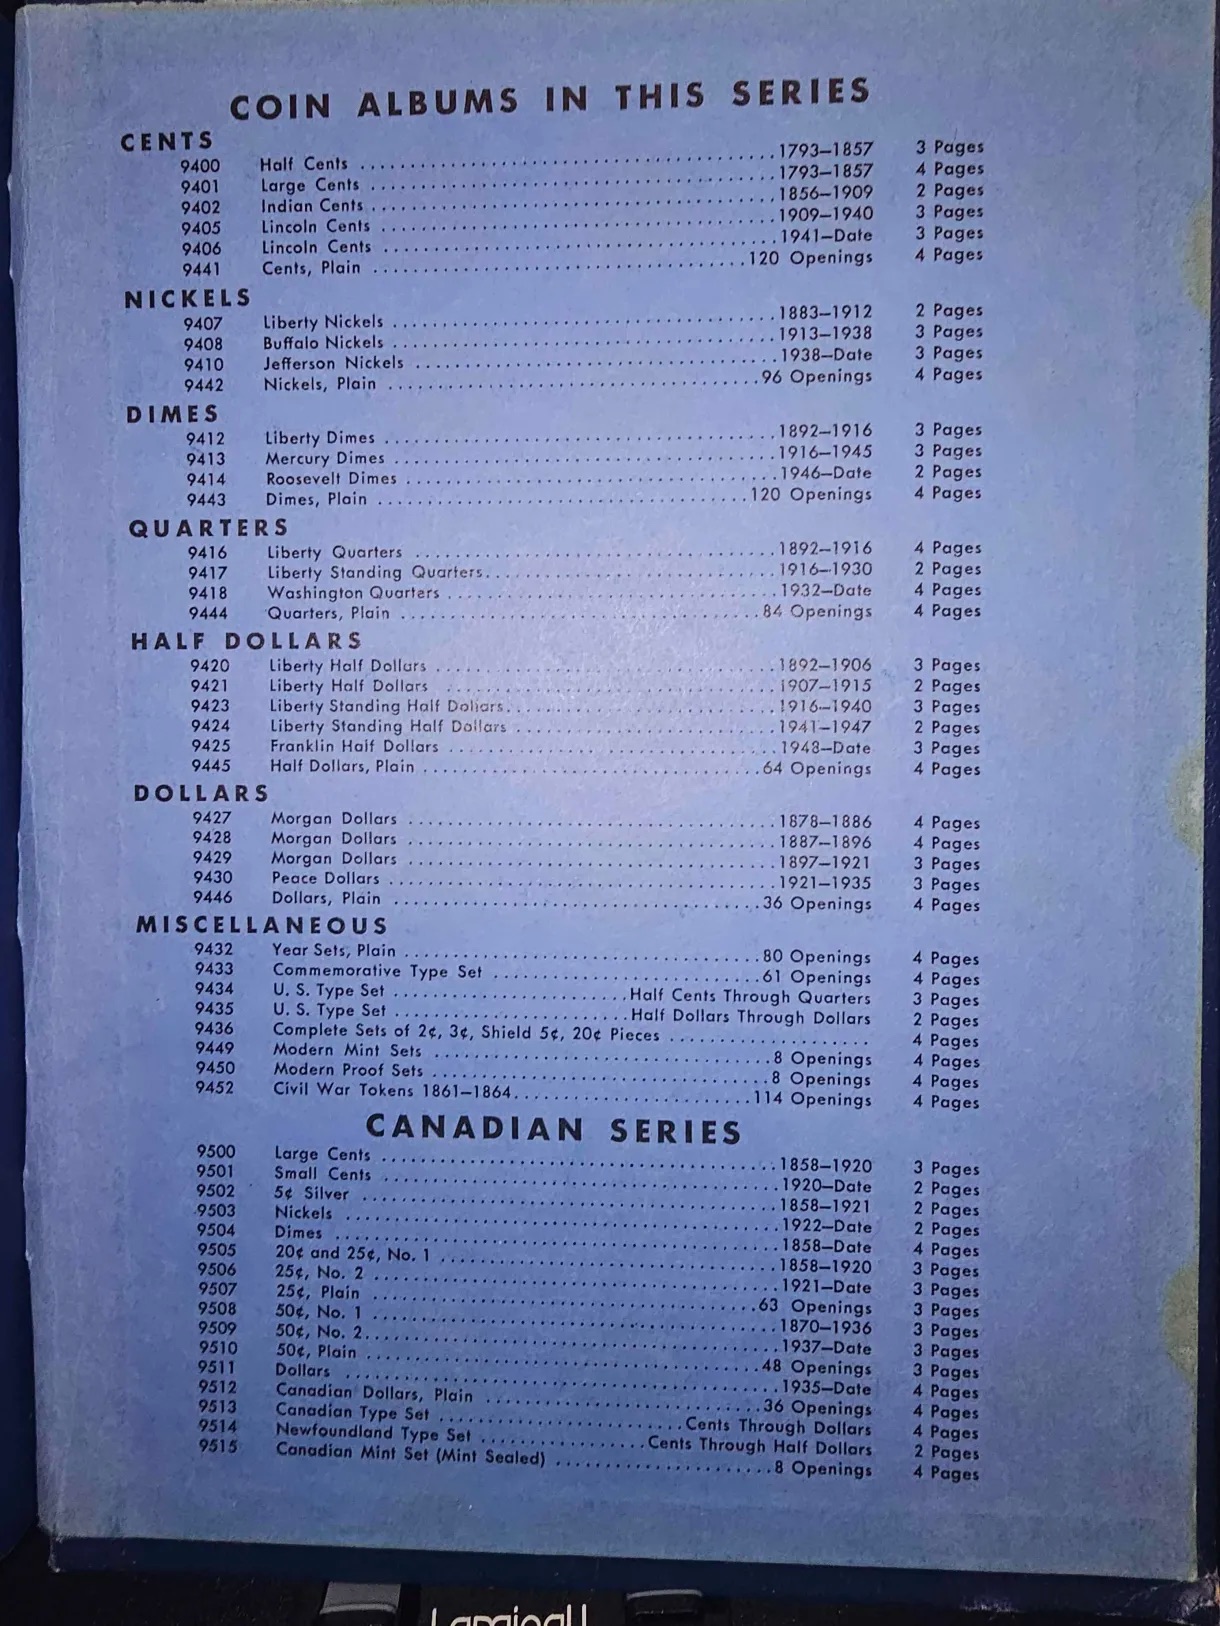 COIN ALBUMS IN THIS SERIES
CENTS
9400 Half Cents ........ 1793–1857 3 Pages
9401 Large Cents ........ 1793–1857 4 Pages
9402 Indian Cents ........ 1856–1909 2 Pages
9405 Lincoln Cents ........ 1909–1940 3 Pages
9406 Lincoln Cents ........ 1941–Date 3 Pages
9441 Cents, Plain ........ 120 Openings 4 Pages
NICKELS
9407 Liberty Nickels ........ 1883–1912 2 Pages
9408 Buffalo Nickels ........ 1913–1938 3 Pages
9410 Jefferson Nickels ........ 1938–Date 3 Pages
9442 Nickels, Plain ........ 96 Openings 4 Pages
DIMES
9412 Liberty Dimes ........ 1892–1916 3 Pages
9413 Mercury Dimes ........ 1916–1945 3 Pages
9414 Roosevelt Dimes ........ 1946–Date 2 Pages
9443 Dimes, Plain ........ 120 Openings 4 Pages
QUARTERS
9416 Liberty Quarters ........ 1892–1916 4 Pages
9417 Liberty Standing Quarters ........ 1916–1930 2 Pages
9418 Washington Quarters ........ 1932–Date 4 Pages
9444 Quarters, Plain ........ 84 Openings 4 Pages
HALF DOLLARS
9420 Liberty Half Dollars ........ 1892–1906 3 Pages
9421 Liberty Half Dollars ........ 1907–1915 2 Pages
9423 Liberty Standing Half Dollars ........ 1916–1940 3 Pages
9424 Liberty Standing Half Dollars ........ 1941–1947 2 Pages
9425 Franklin Half Dollars ........ 1948–Date 3 Pages
9445 Half Dollars, Plain ........ 64 Openings 4 Pages
DOLLARS
9427 Morgan Dollars ........ 1878–1886 4 Pages
9428 Morgan Dollars ........ 1887–1896 4 Pages
9429 Morgan Dollars ........ 1897–1921 3 Pages
9430 Peace Dollars ........ 1921–1935 3 Pages
9446 Dollars, Plain ........ 36 Openings 4 Pages
MISCELLANEOUS
9432 Year Sets, Plain ........ 80 Openings 4 Pages
9433 Commemorative Type Set ........ 61 Openings 4 Pages
9434 U. S. Type Set ........ Half Cents Through Quarters 3 Pages
9435 U. S. Type Set ........ Half Dollars Through Dollars 2 Pages
9436 Complete Sets of 2¢, 3¢, Shield 5¢, 20¢ Pieces ........ 4 Pages
9449 Modern Mint Sets ........ 8 Openings 4 Pages
9450 Modern Proof Sets ........ 8 Openings 4 Pages
9452 Civil War Tokens 1861–1864 ........ 114 Openings 4 Pages
CANADIAN SERIES
9500 Large Cents ........ 1858–1920 3 Pages
9501 Small Cents ........ 1920–Date 2 Pages
9502 5¢ Silver ........ 1858–1921 2 Pages
9503 Nickels ........ 1922–Date 2 Pages
9504 Dimes ........ 1858–Date 4 Pages
9505 20¢ and 25¢, No. 1 ........ 1858–1920 3 Pages
9506 25¢, No. 2 ........ 1921–Date 3 Pages
9507 25¢, Plain ........ 63 Openings 3 Pages
9508 50¢, No. 1 ........ 1870–1936 3 Pages
9509 50¢, No. 2 ........ 1937–Date 3 Pages
9510 50¢, Plain ........ 48 Openings 3 Pages
9511 Dollars ........ 1935–Date 4 Pages
9512 Canadian Dollars, Plain ........ 36 Openings 4 Pages
9513 Canadian Type Set ........ Cents Through Dollars 4 Pages
9514 Newfoundland Type Set ........ Cents Through Half Dollars 2 Pages
9515 Canadian Mint Set (Mint Sealed) ........ 8 Openings 4 Pages